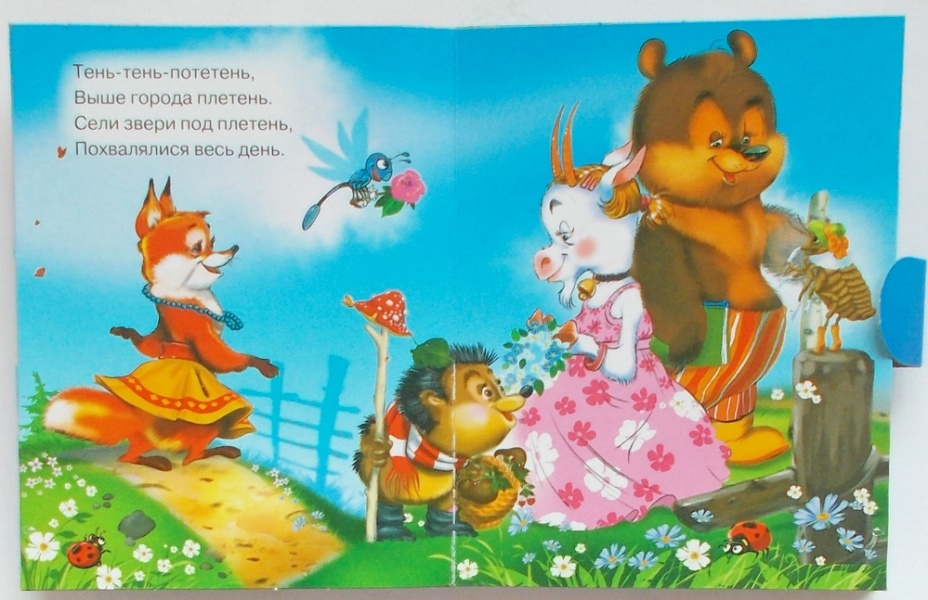 Тень-тень-потетень,
Выше города плетень.
Сели звери под плетень,
Похвалялися весь день.